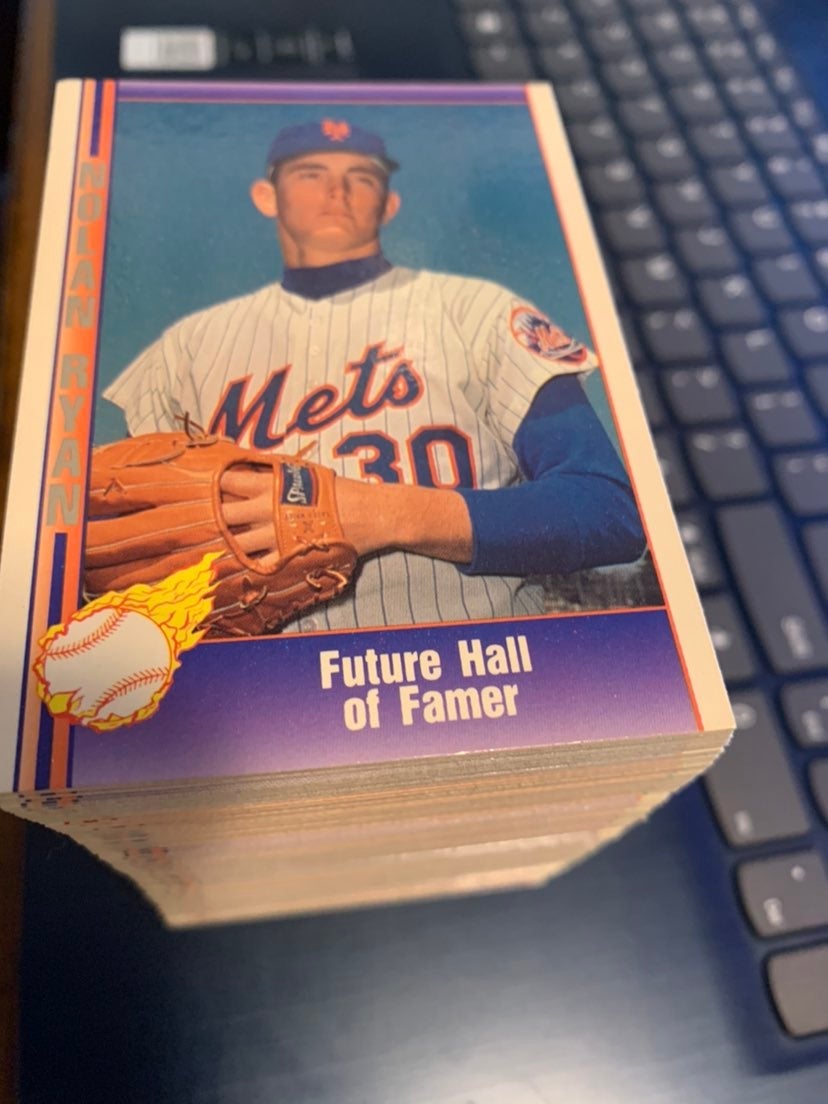 NOLAN RYAN
Mets
30
Future Hall
of Famer